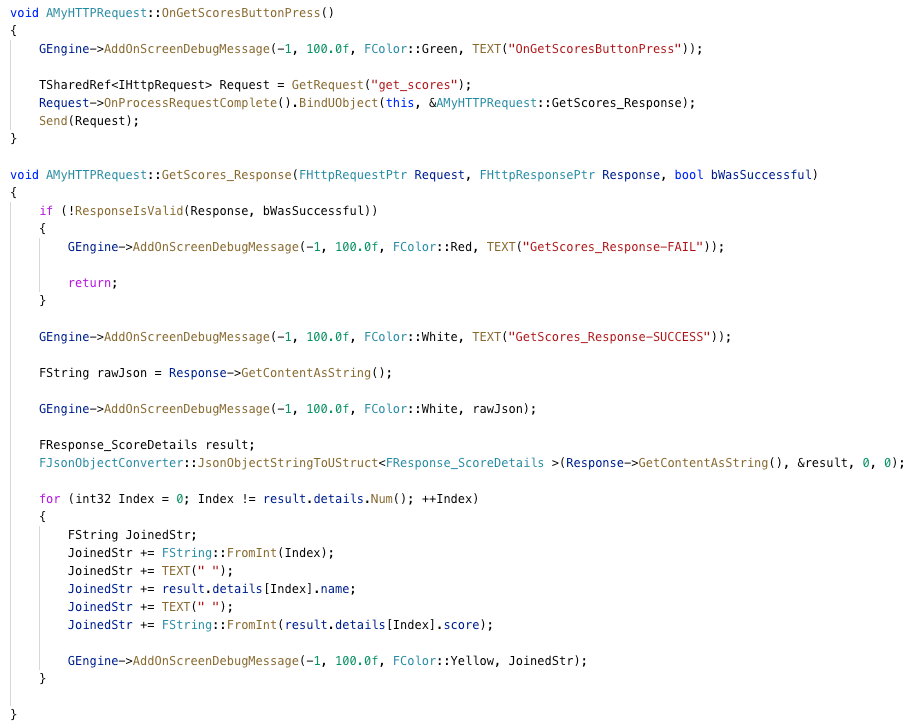 void AMyHTTPRequest::OnGetScoresButtonPress()
{
    GEngine->AddOnScreenDebugMessage(-1, 100.0f, FColor::Green, TEXT("OnGetScoresButtonPress"));

    TSharedRef<IHttpRequest> Request = GetRequest("get_scores");
    Request->OnProcessRequestComplete().BindUObject(this, &AMyHTTPRequest::GetScores_Response);
    Send(Request);
}

void AMyHTTPRequest::GetScores_Response(FHttpRequestPtr Request, FHttpResponsePtr Response, bool bWasSuccessful)
{
    if (!ResponseIsValid(Response, bWasSuccessful))
    {
        GEngine->AddOnScreenDebugMessage(-1, 100.0f, FColor::Red, TEXT("GetScores_Response-FAIL"));

        return;
    }

    GEngine->AddOnScreenDebugMessage(-1, 100.0f, FColor::White, TEXT("GetScores_Response-SUCCESS"));

    FString rawJson = Response->GetContentAsString();

    GEngine->AddOnScreenDebugMessage(-1, 100.0f, FColor::White, rawJson);

    FResponse_ScoreDetails result;
    FJsonObjectConverter::JsonObjectStringToUStruct<FResponse_ScoreDetails >(Response->GetContentAsString(), &result, 0, 0);

    for (int32 Index = 0; Index != result.details.Num(); ++Index)
    {
        FString JoinedStr;
        JoinedStr += FString::FromInt(Index);
        JoinedStr += TEXT(" ");
        JoinedStr += result.details[Index].name;
        JoinedStr += TEXT(" ");
        JoinedStr += FString::FromInt(result.details[Index].score);

        GEngine->AddOnScreenDebugMessage(-1, 100.0f, FColor::Yellow, JoinedStr);
    }

}